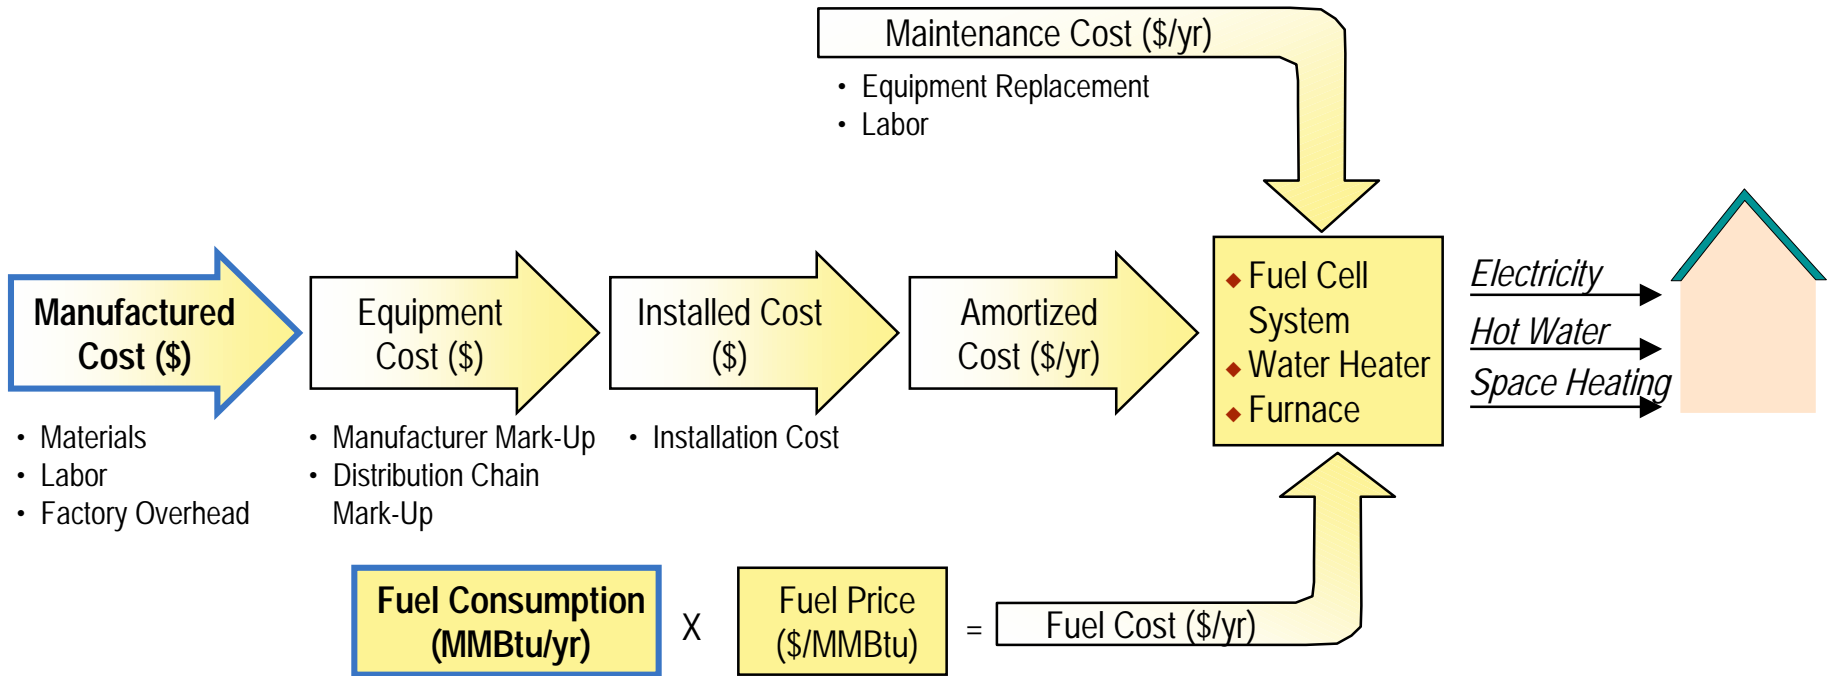 Maintenance Cost ($/yr)
• Equipment Replacement
• Labor
Manufactured
Cost ($)
• Materials
• Labor
• Factory Overhead
Equipment
Cost ($)
• Manufacturer Mark-Up
• Distribution Chain
Mark-Up
Installed Cost
($)
• Installation Cost
Amortized
Cost ($/yr)
◆ Fuel Cell
System
◆ Water Heater
◆ Furnace
Electricity
Hot Water
Space Heating
Fuel Consumption
(MMBtu/yr)
X
Fuel Price
($/MMBtu)
=
Fuel Cost ($/yr)